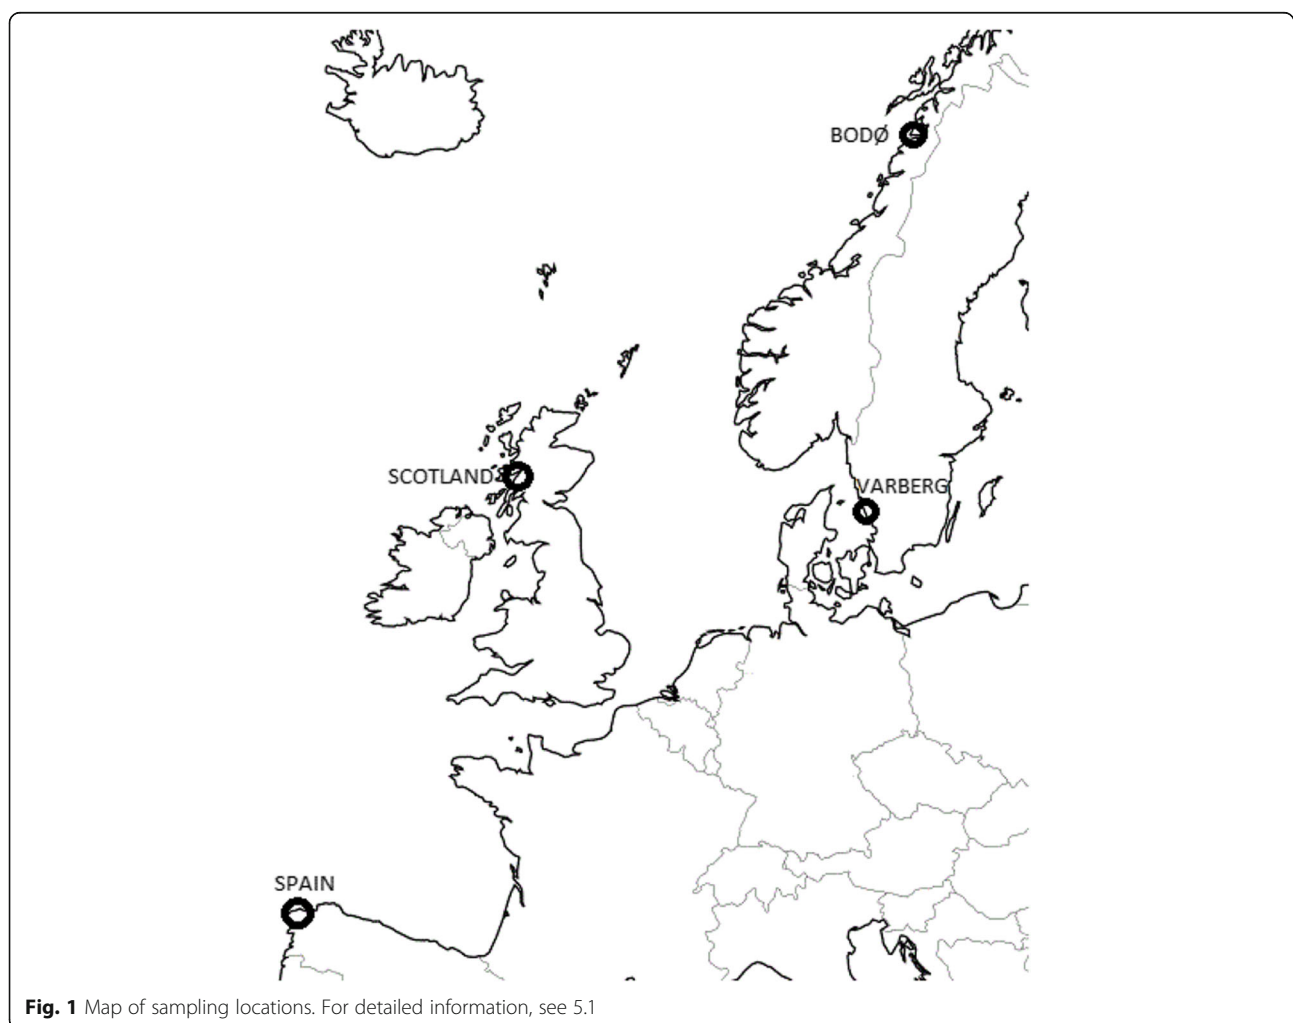 BODØ
SCOTLAND
VARBERG
SPAIN
Fig. 1 Map of sampling locations. For detailed information, see 5.1